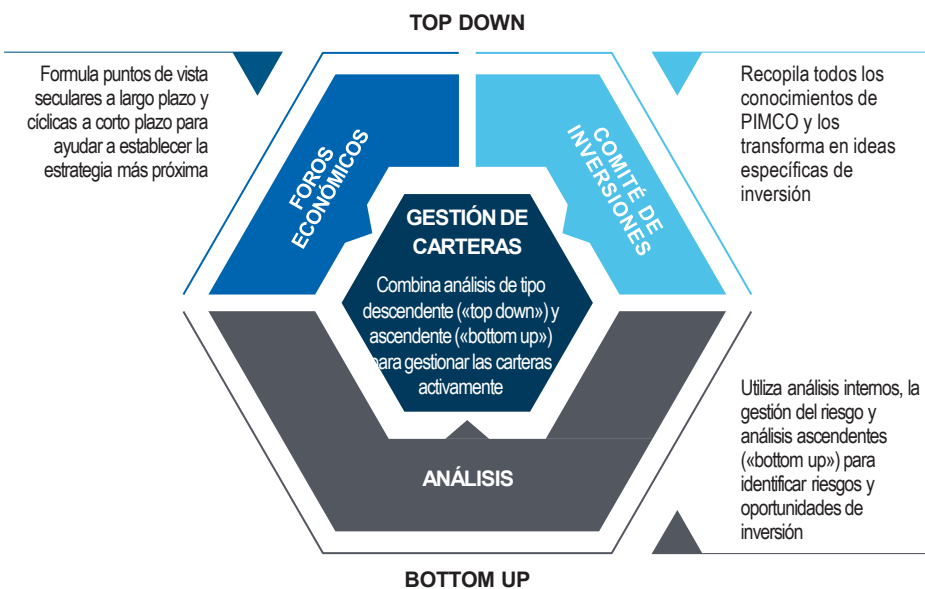 TOP DOWN
Formula puntos de vista
seculares a largo plazo y
cíclicas a corto plazo para
ayudar a establecer la
estrategia más próxima
FOROS
ECONÓMICOS
COMITÉ DE
INVERSIONES
Recopila todos los
conocimientos de
PIMCO y los
transforma en ideas
específicas de
inversión
GESTIÓN DE
CARTERAS
Combina análisis de tipo
descendente («top down») y
ascendente («bottom up»)
para gestionar las carteras
activamente
ANÁLISIS
Utiliza análisis internos, la
gestión del riesgo y
análisis ascendentes
(«bottom up») para
identificar riesgos y
oportunidades de
inversión
BOTTOM UP